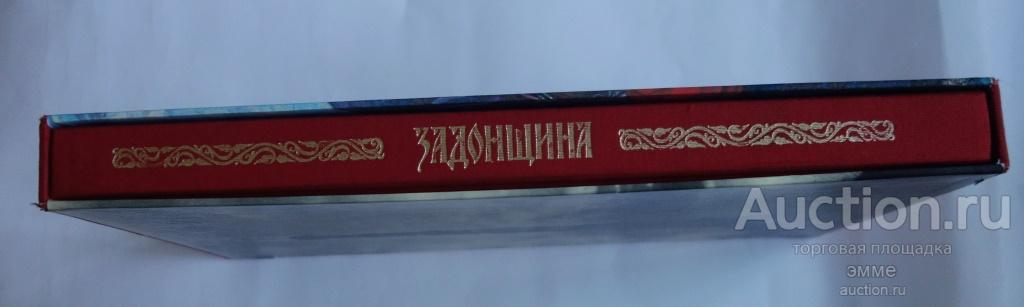 ЗАДОНЩИНА
Auction.ru
торговая площадка
эмме
auction.ru